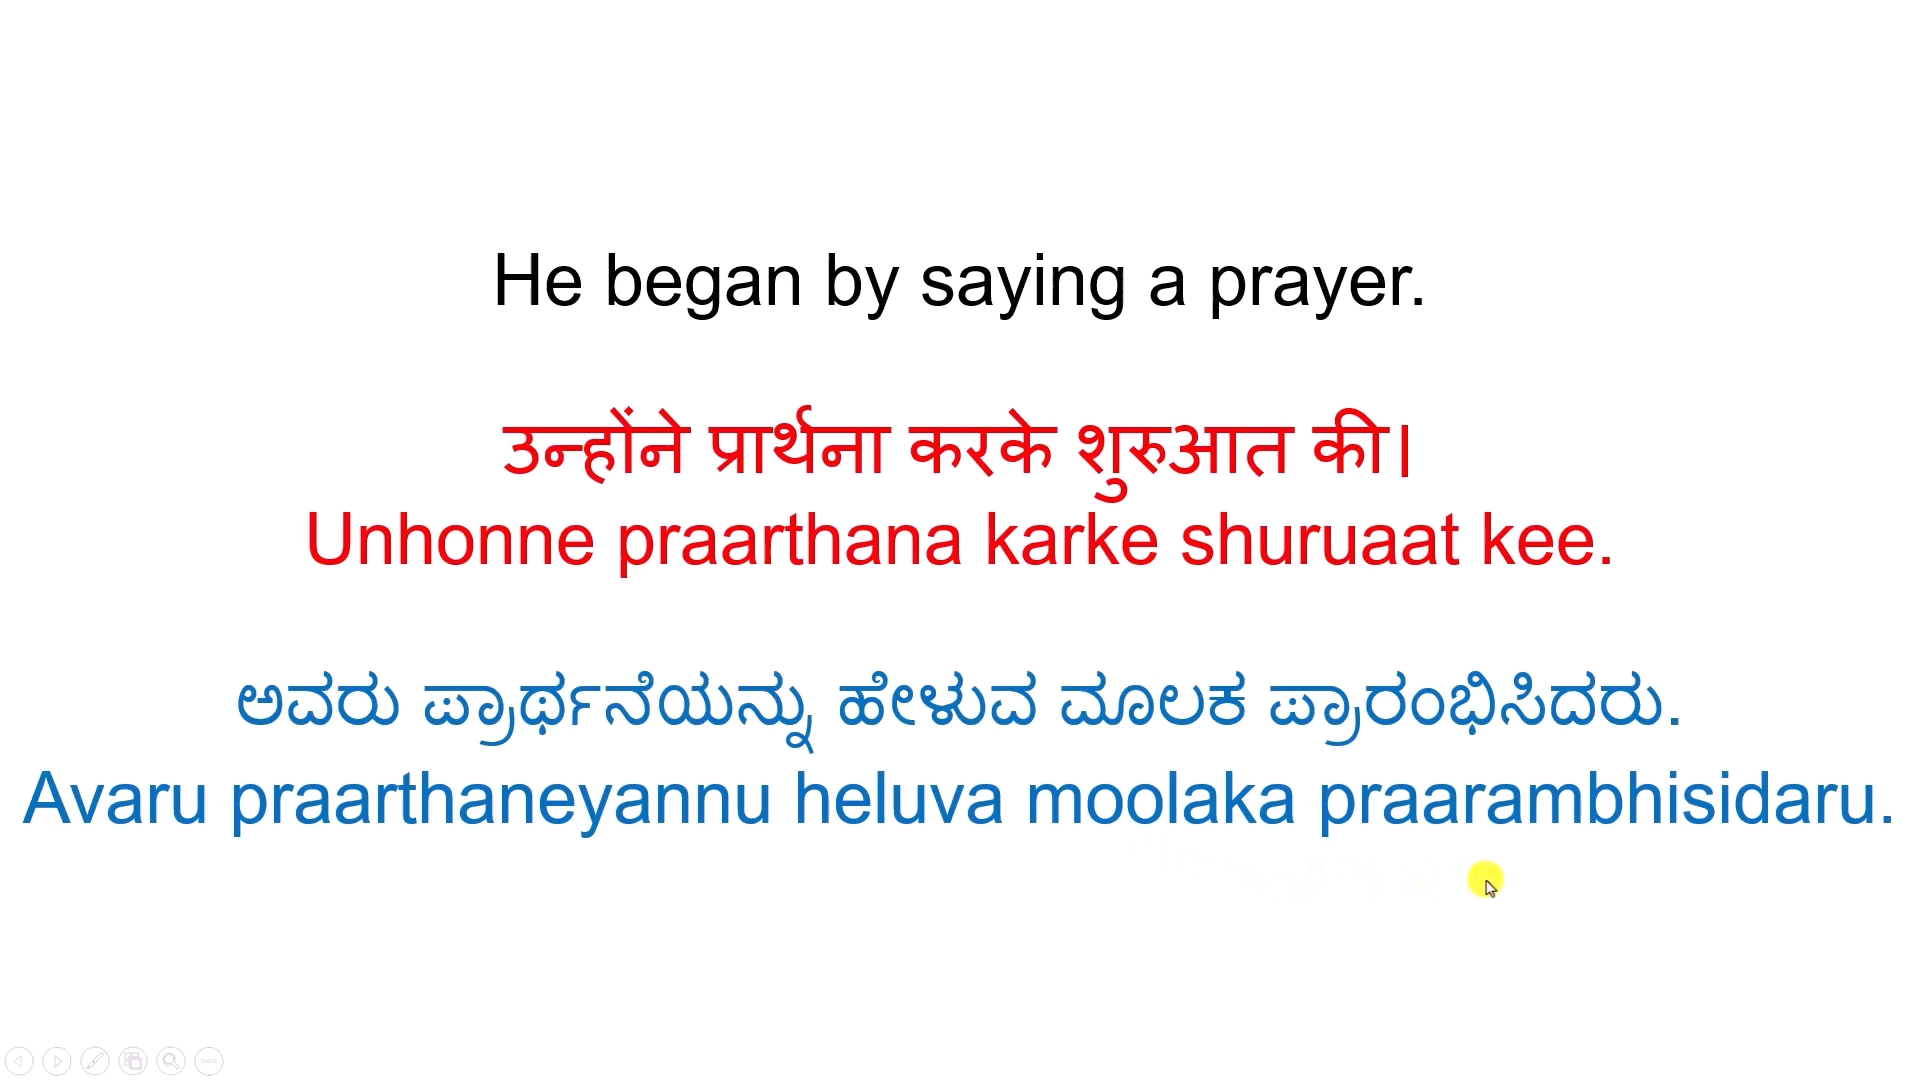 He began by saying a prayer.
उन्होंने प्रार्थना करके शुरुआत की।
Unhonne praarthana karke shuruaat kee.
ಅವರು ಪ್ರಾರ್ಥನೆಯನ್ನು ಹೇಳುವ ಮೂಲಕ ಪ್ರಾರಂಭಿಸಿದರು.
Avaru praarthaneyannu heluva moolaka praarambhisidaru.